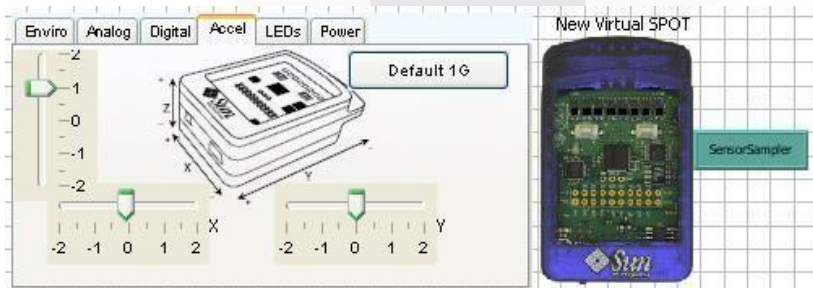 Enviro Analog Digital Accel LEDs Power
Default 1G
2
1
0
-1
-2
Z
X
Y
Sun
X
-2 -1 0 1 2
Y
-2 -1 0 1 2
New Virtual SPOT
SensorSampler
Sun